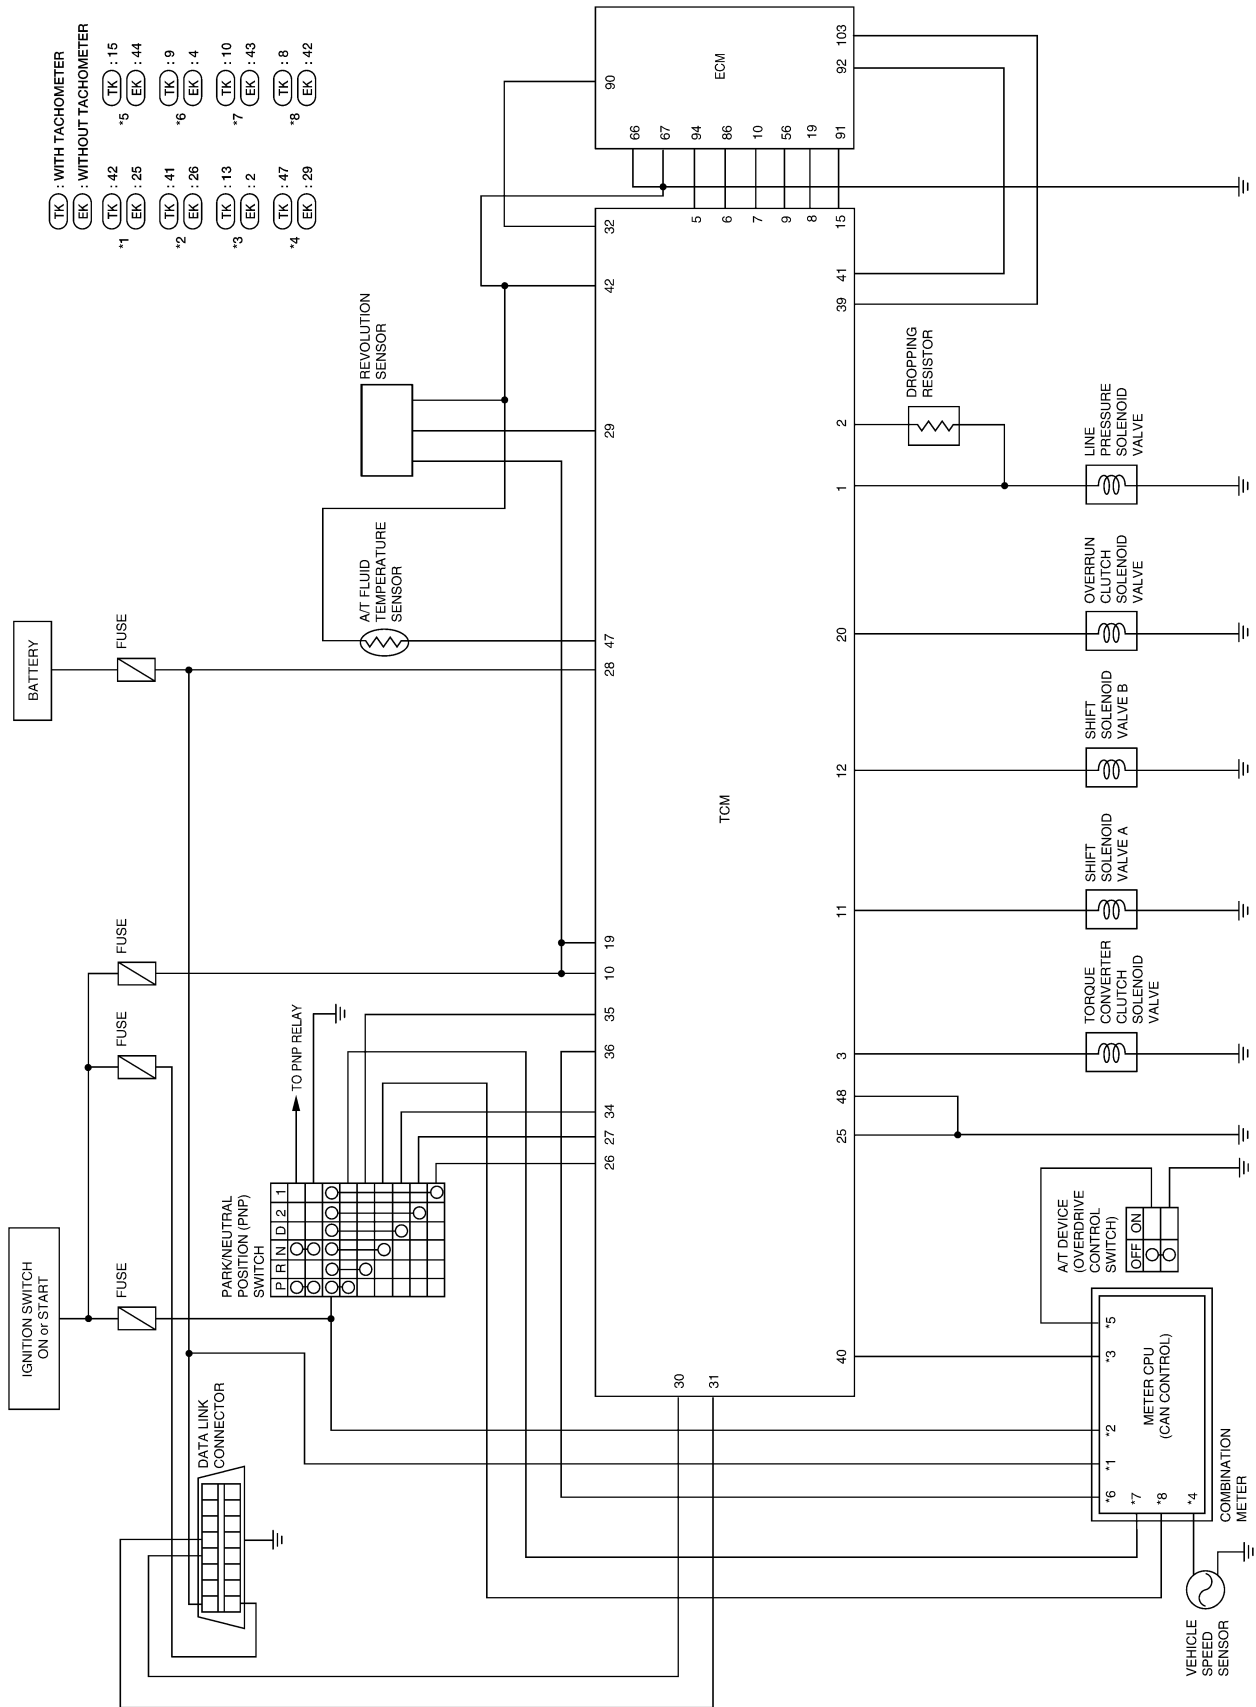 TK : WITH TACHOMETER
EK : WITHOUT TACHOMETER
*1 TK : 42
EK : 25
*2 TK : 41
EK : 26
*3 TK : 13
EK : 2
*4 TK : 47
EK : 29
*5 TK : 15
EK : 44
*6 TK : 9
EK : 4
*7 TK : 10
EK : 43
*8 TK : 8
EK : 42
IGNITION SWITCH
ON or START
BATTERY
FUSE
FUSE
FUSE
FUSE
DATA LINK
CONNECTOR
PARK/NEUTRAL
POSITION (PNP)
SWITCH
P R N D 2 1
TO PNP RELAY
A/T FLUID
TEMPERATURE
SENSOR
REVOLUTION
SENSOR
ECM
90
66
67
94
86
10
56
19
91
92
103
TCM
26
27
34
36
35
10
19
28
47
29
42
32
5
6
7
9
8
15
30
31
40
25
48
3
11
12
20
1
2
39
41
DROPPING
RESISTOR
TORQUE
CONVERTER
CLUTCH
SOLENOID
VALVE
SHIFT
SOLENOID
VALVE A
SHIFT
SOLENOID
VALVE B
OVERRUN
CLUTCH
SOLENOID
VALVE
LINE
PRESSURE
SOLENOID
VALVE
A/T DEVICE
(OVERDRIVE
CONTROL
SWITCH)
OFF ON
METER CPU
(CAN CONTROL)
*6
*1
*2
*3
*5
*7
*8
*4
COMBINATION
METER
VEHICLE
SPEED
SENSOR